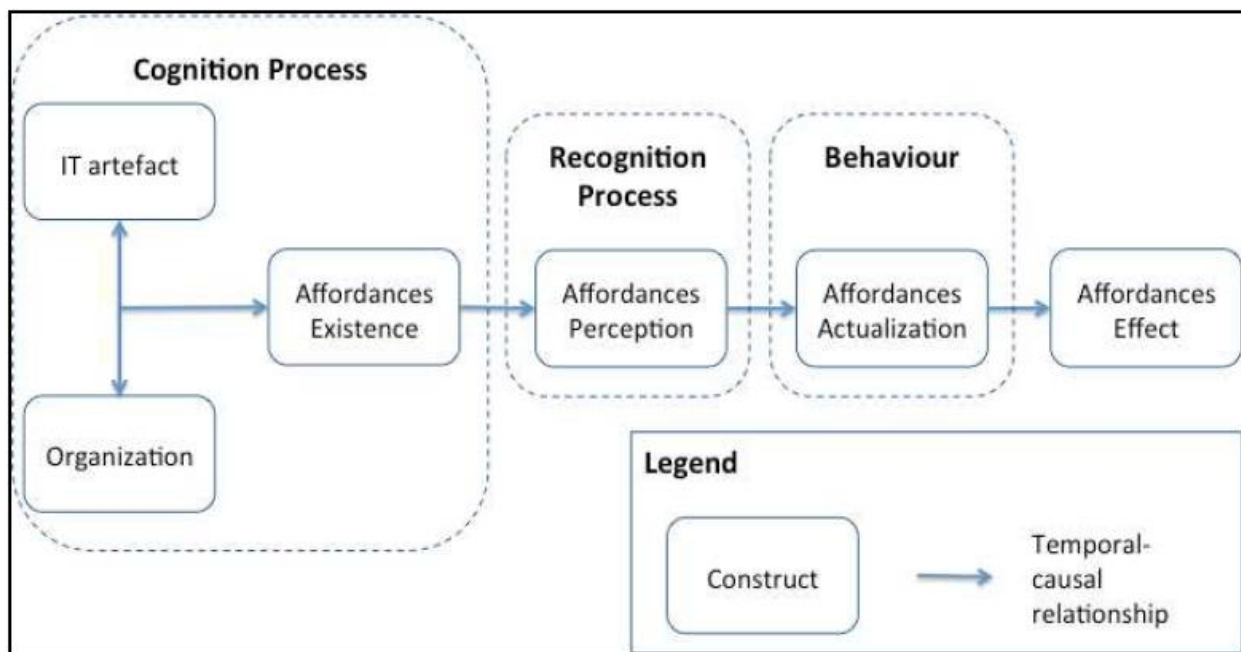 Cognition Process
IT artefact
Organization
Affordances
Existence
Recognition
Process
Affordances
Perception
Behaviour
Affordances
Actualization
Affordances
Effect
Legend
Construct
Temporal-
causal
relationship